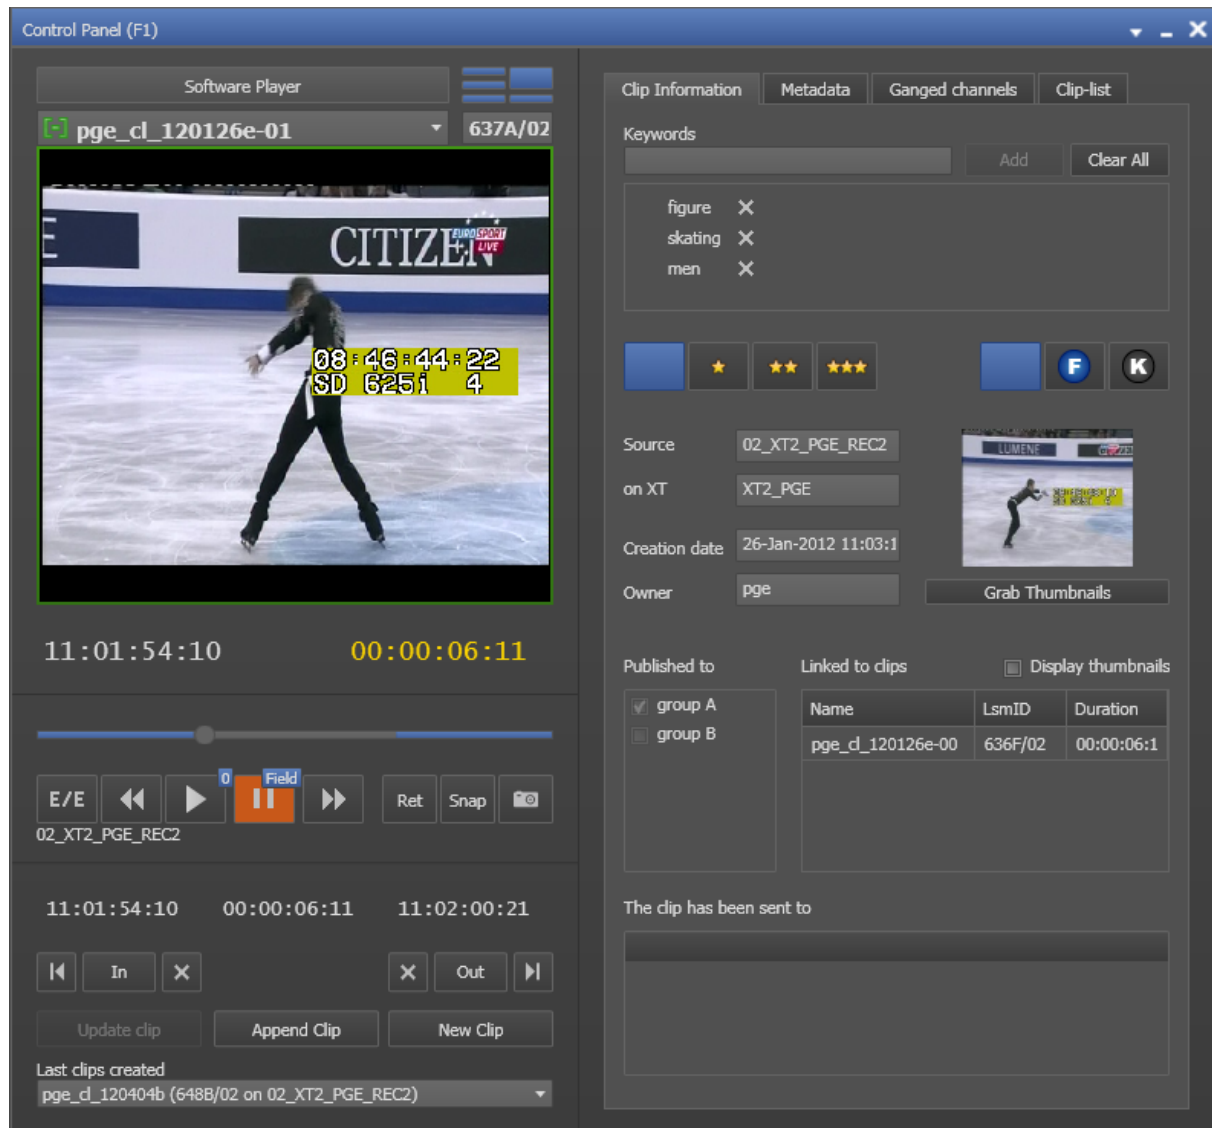 Control Panel (F1)
Software Player
[-] pge_cl_120126e-01
637A/02
E
CITIZEN
EUROSPORT
LIVE
08:46:44:22
SD 625i 4
11:01:54:10
00:00:06:11
0
Field
E/E
Ret
Snap
02_XT2_PGE_REC2
11:01:54:10
00:00:06:11
11:02:00:21
In
Out
Update clip
Append Clip
New Clip
Last clips created
pge_cl_120404b (648B/02 on 02_XT2_PGE_REC2)
Clip Information
Metadata
Ganged channels
Clip-list
Keywords
Add
Clear All
figure
skating
men
F
K
Source
02_XT2_PGE_REC2
on XT
XT2_PGE
Creation date
26-Jan-2012 11:03:1
Owner
pge
LUMENE
Grab Thumbnails
Published to
group A
group B
Linked to clips
Display thumbnails
Name LsmID Duration
pge_cl_120126e-00 636F/02 00:00:06:1
The clip has been sent to